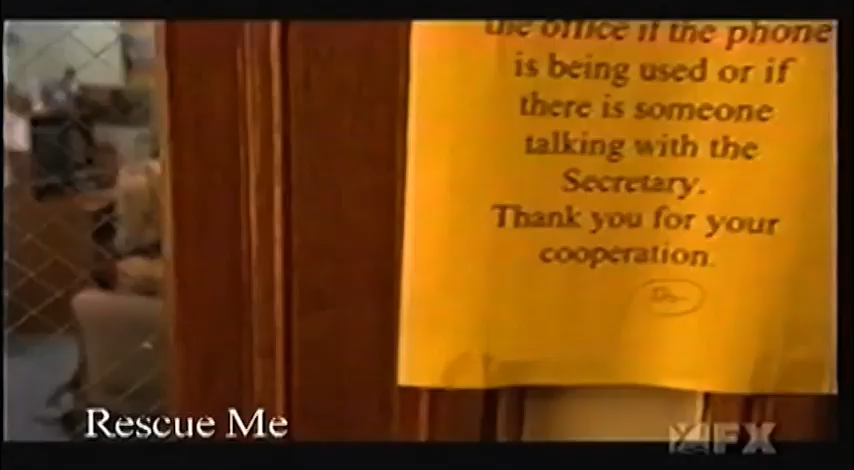 the office if the phone
is being used or if
there is someone
talking with the
Secretary.
Thank you for your
cooperation.
Rescue Me
FX